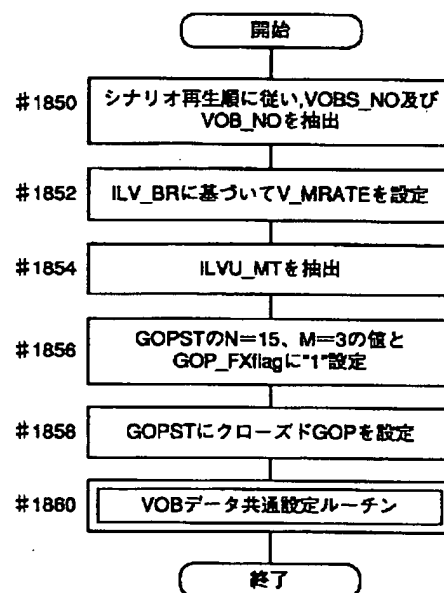 開始
#1850
シナリオ再生順に従い,VOBS_NO及び
VOB_NOを抽出
#1852
ILV_BRに基づいてV_MRATEを設定
#1854
ILVU_MTを抽出
#1856
GOPSTのN=15、M=3の値と
GOP_FXflagに"1"設定
#1858
GOPSTにクローズドGOPを設定
#1860
VOBデータ共通設定ルーチン
終了